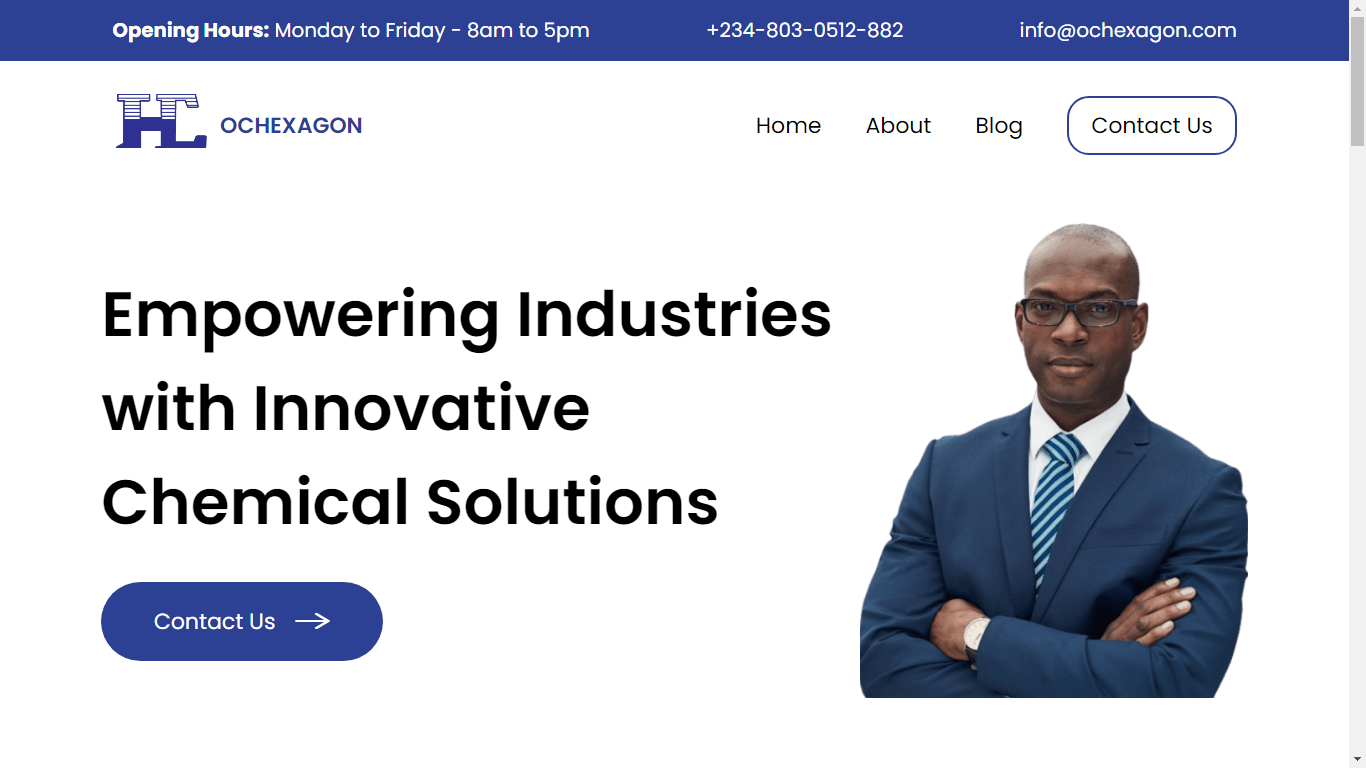 Opening Hours: Monday to Friday - 8am to 5pm +234-803-0512-882 info@ochexagon.com
HC OCHEXAGON Home About Blog Contact Us
Empowering Industries
with Innovative
Chemical Solutions
Contact Us